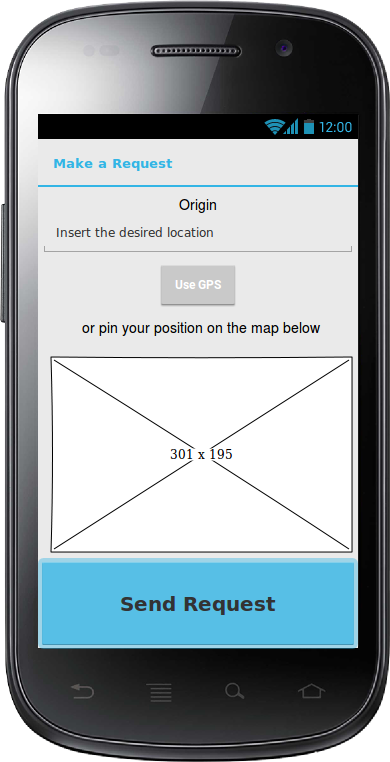 12:00
Make a Request
Origin
Insert the desired location
Use GPS
or pin your position on the map below
301 x 195
Send Request